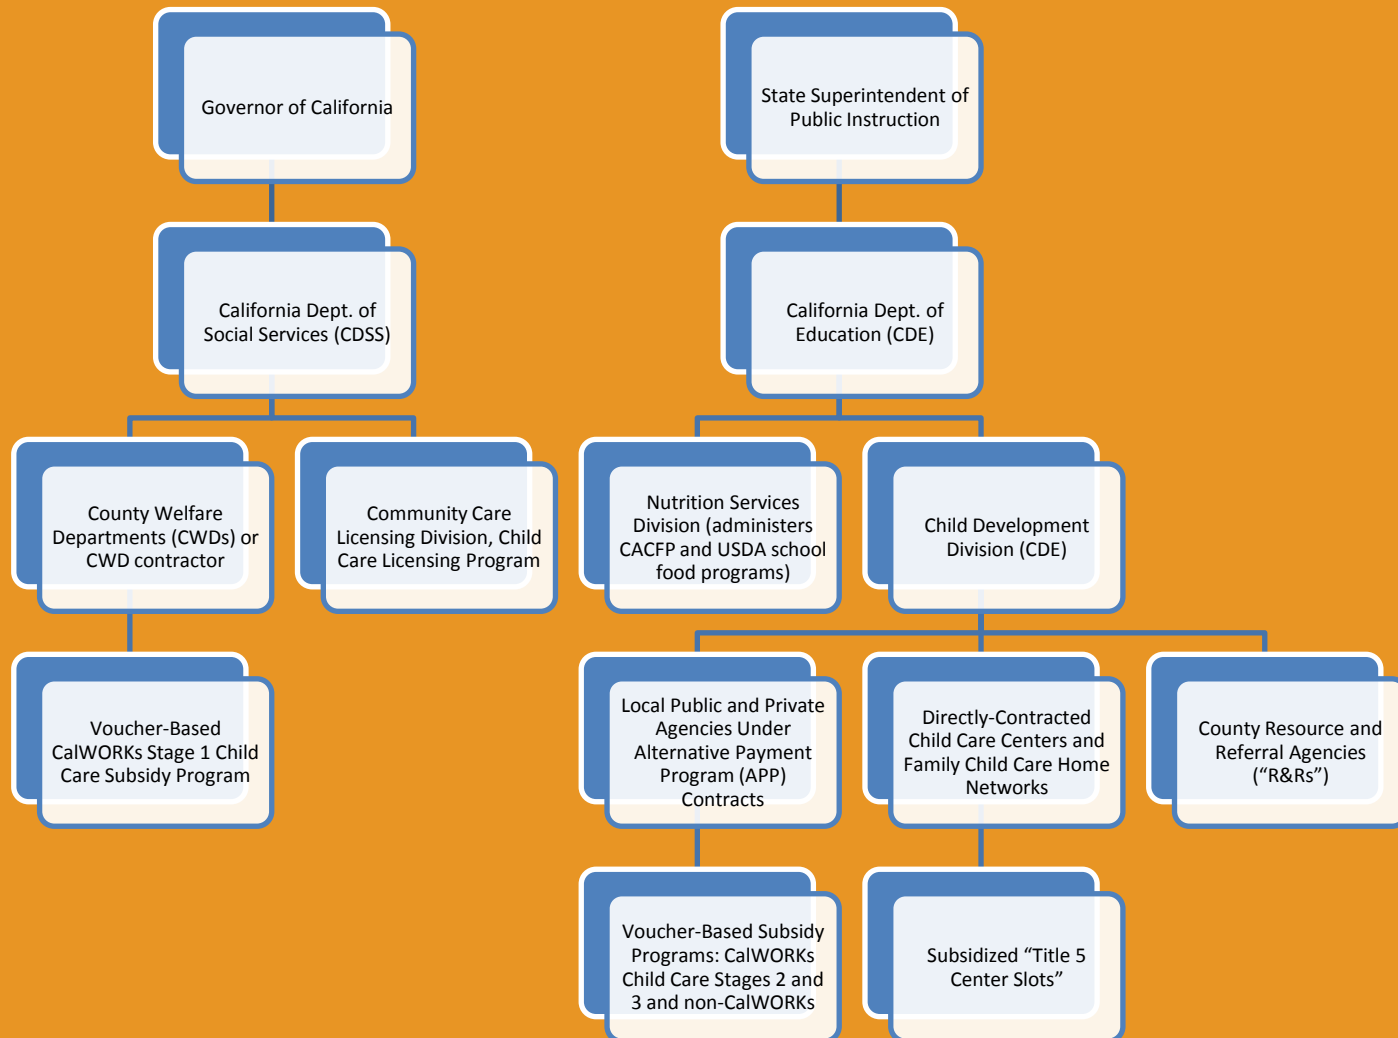 Governor of California
State Superintendent of
Public Instruction
California Dept. of
Social Services (CDSS)
California Dept. of
Education (CDE)
County Welfare
Departments (CWDs) or
CWD contractor
Community Care
Licensing Division, Child
Care Licensing Program
Nutrition Services
Division (administers
CACFP and USDA school
food programs)
Child Development
Division (CDE)
Voucher-Based
CalWORKs Stage 1 Child
Care Subsidy Program
Local Public and Private
Agencies Under
Alternative Payment
Program (APP)
Contracts
Directly-Contracted
Child Care Centers and
Family Child Care Home
Networks
County Resource and
Referral Agencies
(“R&Rs”)
Voucher-Based Subsidy
Programs: CalWORKs
Child Care Stages 2 and
3 and non-CalWORKs
Subsidized “Title 5
Center Slots”